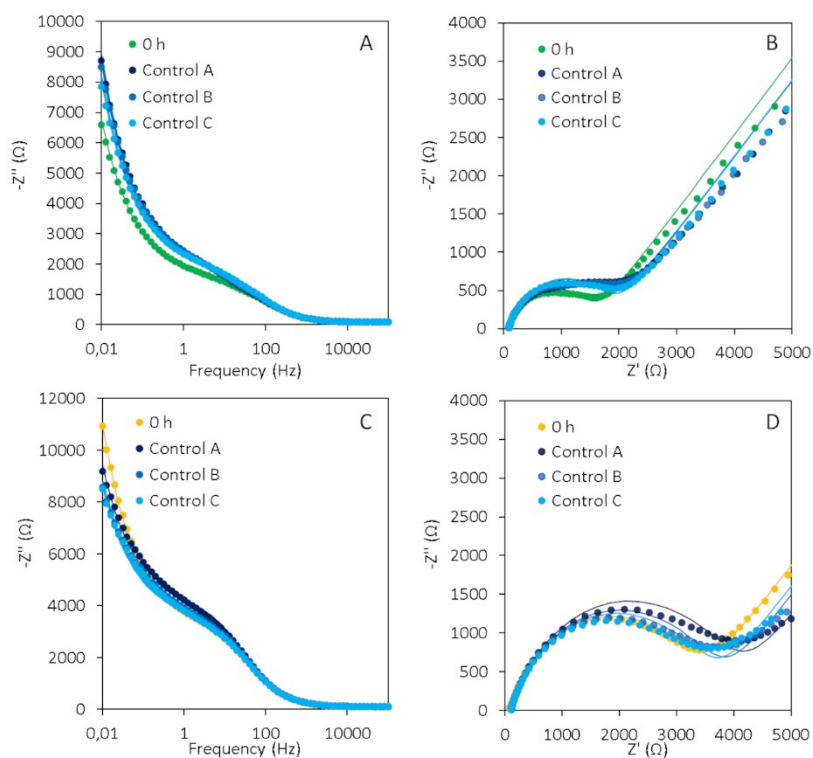 10000
9000
8000
7000
6000
5000
4000
3000
2000
1000
0
-Z" (Ω)
0 h
Control A
Control B
Control C
A
0,01
1
100
10000
Frequency (Hz)
4000
3500
3000
2500
2000
1500
1000
500
0
-Z" (Ω)
0 h
Control A
Control B
Control C
B
0
1000
2000
3000
4000
5000
Z' (Ω)
12000
10000
8000
6000
4000
2000
0
-Z" (Ω)
0 h
Control A
Control B
Control C
C
0,01
1
100
10000
Frequency (Hz)
4000
3500
3000
2500
2000
1500
1000
500
0
-Z" (Ω)
0 h
Control A
Control B
Control C
D
0
1000
2000
3000
4000
5000
Z' (Ω)